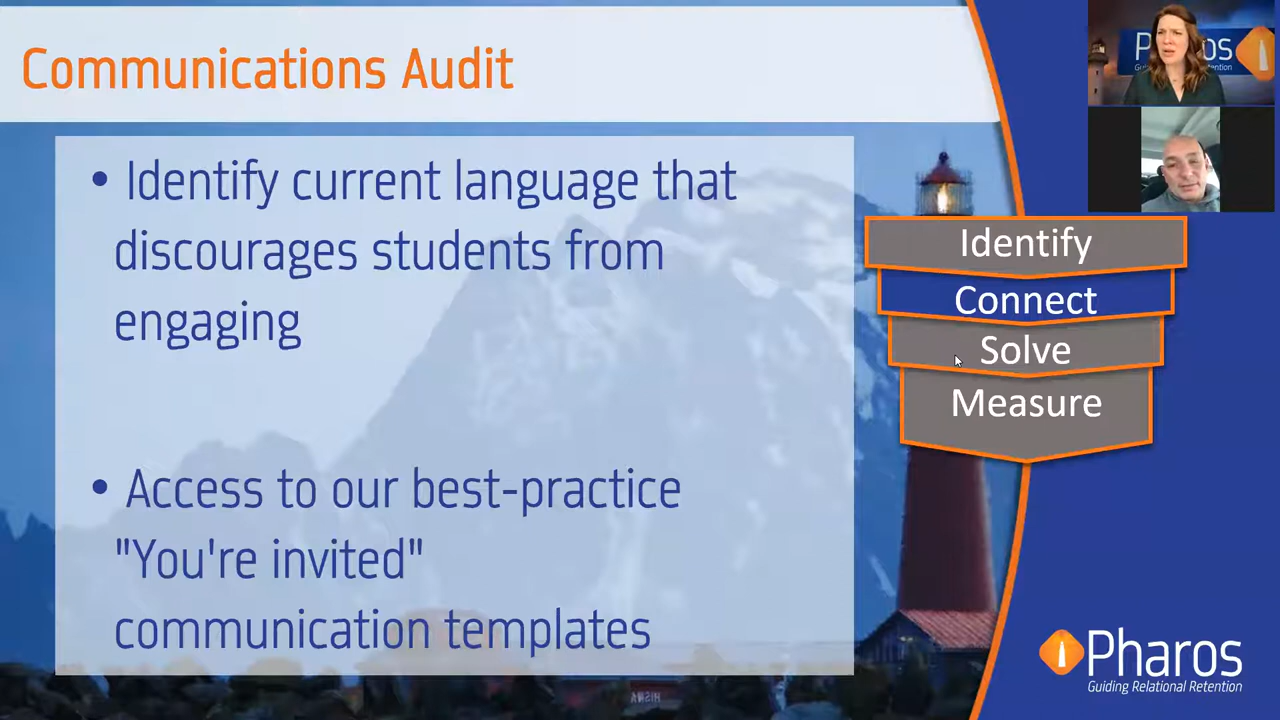 Communications Audit
• Identify current language that
discourages students from
engaging
• Access to our best-practice
"You're invited"
communication templates
Identify
Connect
Solve
Measure
Pharos
Guiding Relational Retention